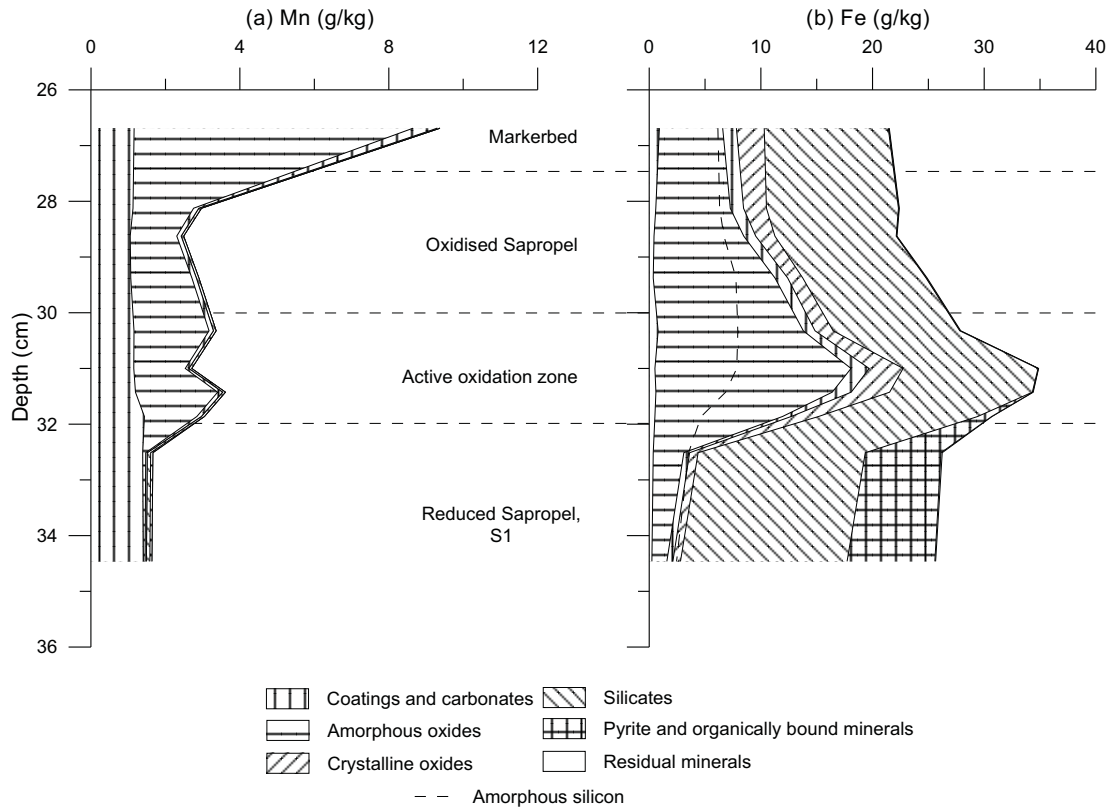 (a) Mn (g/kg)
(b) Fe (g/kg)
0 4 8 12
0 10 20 30 40
26
28
30
32
34
36
Depth (cm)
Markerbed
Oxidised Sapropel
Active oxidation zone
Reduced Sapropel,
S1
Coatings and carbonates
Silicates
Amorphous oxides
Pyrite and organically bound minerals
Crystalline oxides
Residual minerals
Amorphous silicon